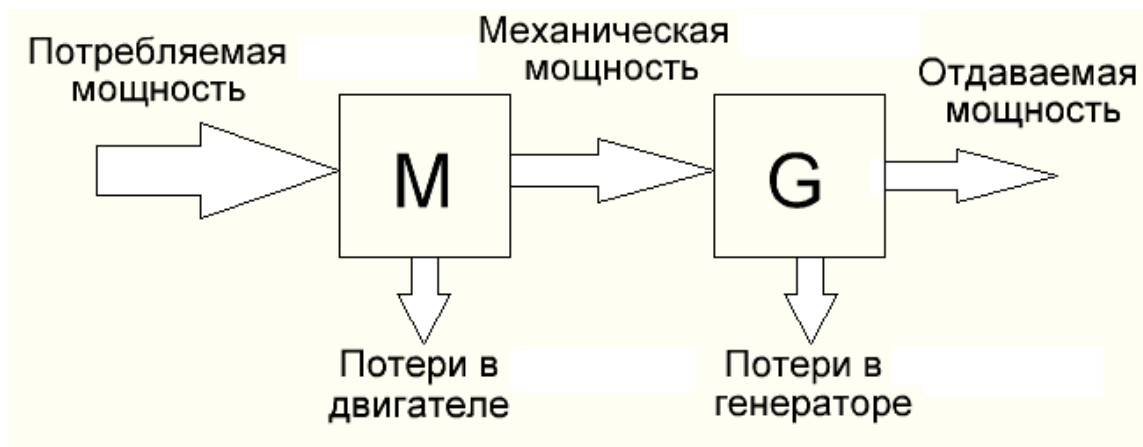 Потребляемая
мощность
Механическая
мощность
Отдаваемая
мощность
M
G
Потери в
двигателе
Потери в
генераторе